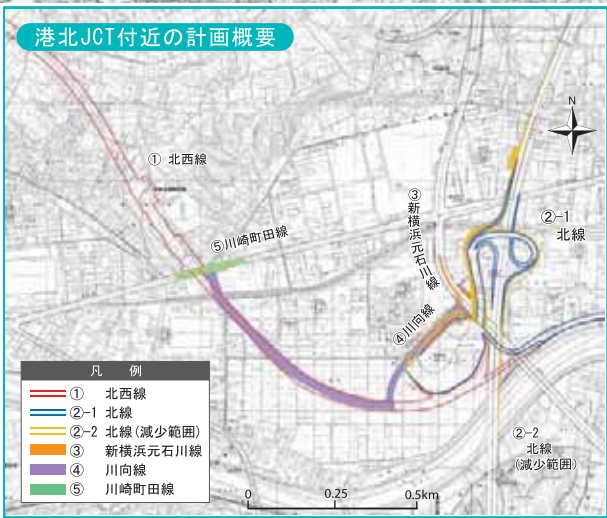 港北JCT付近の計画概要
N
① 北西線
⑤川崎町田線
③新横浜元石川線
②-1
北線
④川向線
②-2
北線
(減少範囲)
凡 例
① 北西線
②-1 北線
②-2 北線(減少範囲)
③ 新横浜元石川線
④ 川向線
⑤ 川崎町田線
0 0.25 0.5km